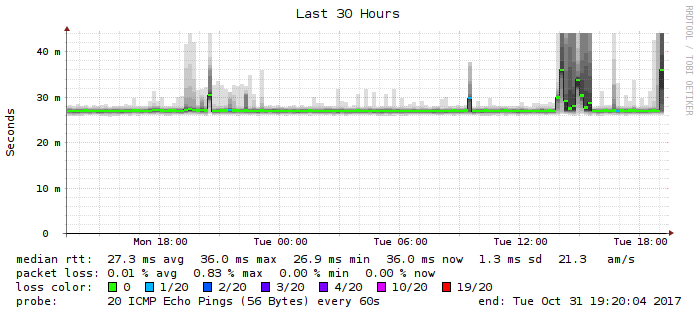 Last 30 Hours
RRDTOOL / TOBI OETIKER
Seconds
40 m
30 m
20 m
10 m
0
Mon 18:00 Tue 00:00 Tue 06:00 Tue 12:00 Tue 18:00
median rtt: 27.3 ms avg 36.0 ms max 26.9 ms min 36.0 ms now 1.3 ms sd 21.3 am/s
packet loss: 0.01 % avg 0.83 % max 0.00 % min 0.00 % now
loss color: 0 1/20 2/20 3/20 4/20 10/20 19/20
probe: 20 ICMP Echo Pings (56 Bytes) every 60s end: Tue Oct 31 19:20:04 2017